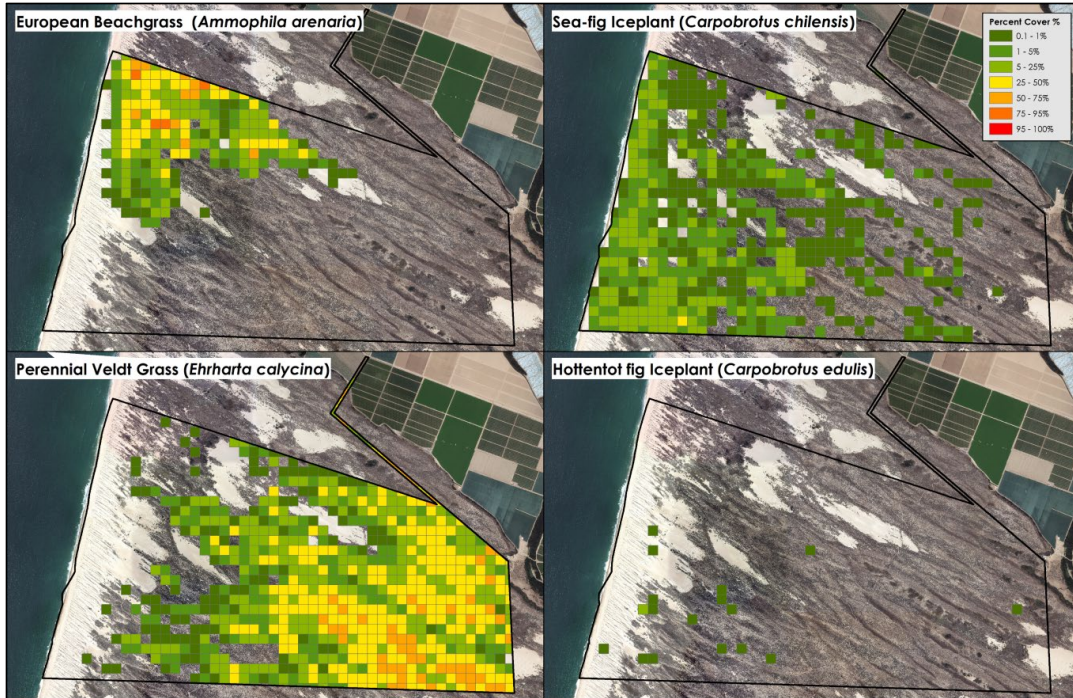 European Beachgrass (Ammophila arenaria)
Sea-fig Iceplant (Carpobrotus chilensis)
Percent Cover %
0.1 - 1%
1 - 5%
5 - 25%
25 - 50%
50 - 75%
75 - 95%
95 - 100%
Perennial Veldt Grass (Ehrharta calycina)
Hottentot fig Iceplant (Carpobrotus edulis)